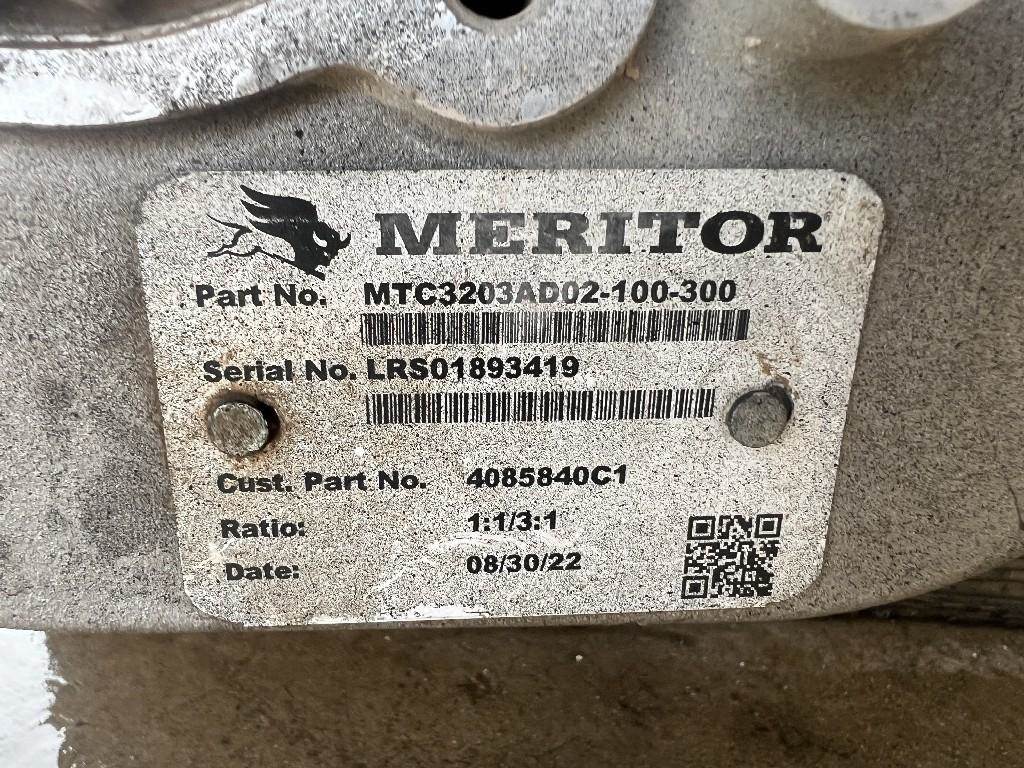 MERITOR
Part No. MTC3203AD02-100-300
Serial No. LRS01893419
Cust. Part No. 4085840C1
Ratio: 1:1/3:1
Date: 08/30/22